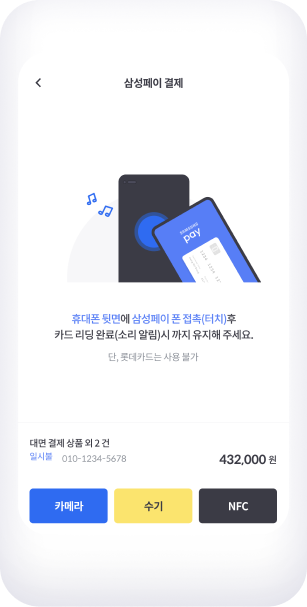 삼성페이 결제
SAMSUNG
pay
휴대폰 뒷면에 삼성페이 폰 접촉(터치)후
카드 리딩 완료(소리 알림)시 까지 유지해 주세요.
단, 롯데카드는 사용 불가
대면 결제 상품 외 2 건
일시불 010-1234-5678
432,000 원
카메라 수기 NFC